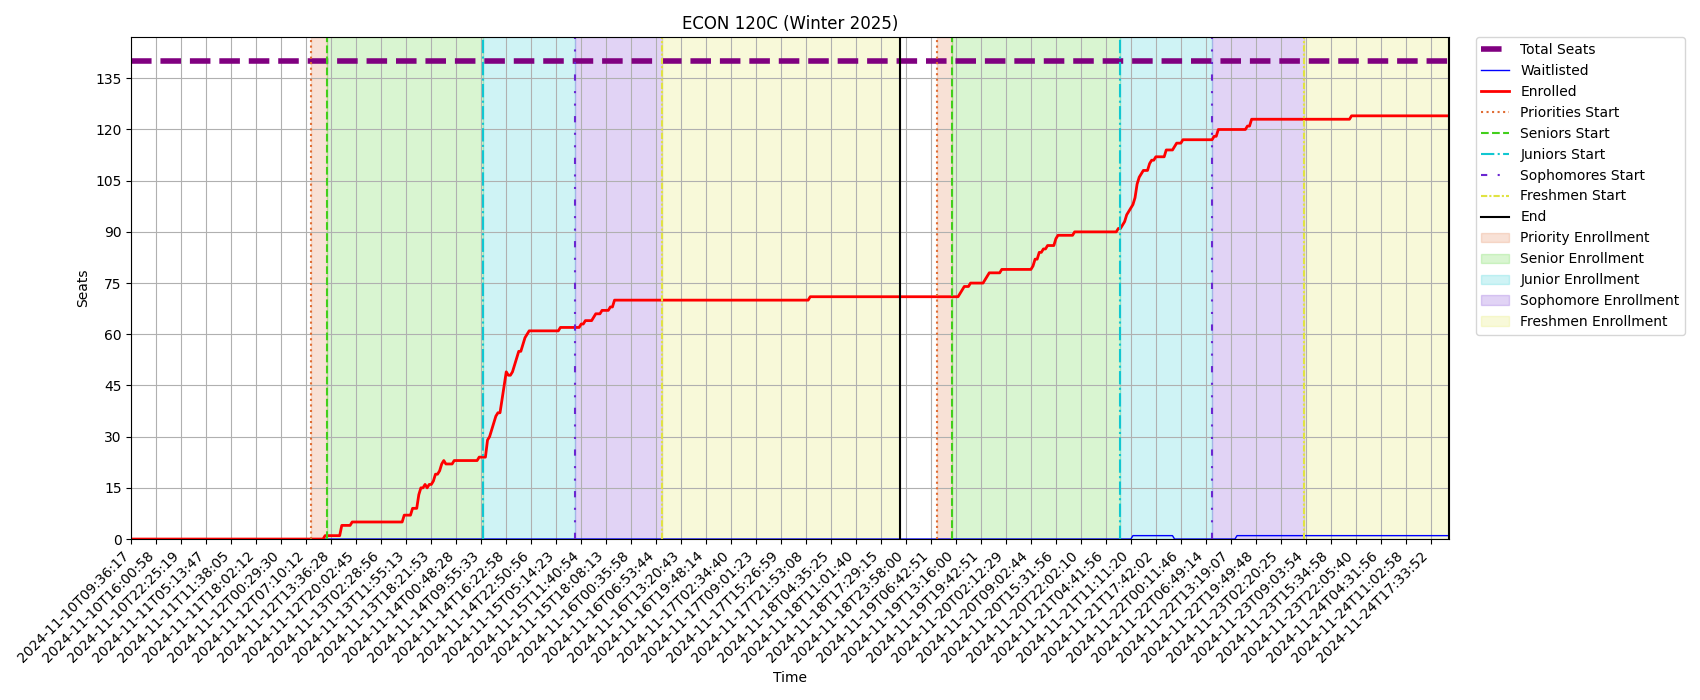 ECON 120C (Winter 2025)
Seats
135
120
105
90
75
60
45
30
15
0
2024-11-10T09:36:17
2024-11-10T16:00:58
2024-11-10T22:25:19
2024-11-11T05:13:47
2024-11-11T11:38:05
2024-11-11T18:02:12
2024-11-12T00:29:30
2024-11-12T07:10:12
2024-11-12T13:36:28
2024-11-12T20:02:45
2024-11-13T02:28:56
2024-11-13T11:55:13
2024-11-13T18:21:53
2024-11-14T00:48:28
2024-11-14T09:55:33
2024-11-14T16:22:58
2024-11-14T22:50:56
2024-11-15T05:14:23
2024-11-15T11:40:54
2024-11-15T18:08:13
2024-11-16T00:35:58
2024-11-16T06:53:44
2024-11-16T13:20:43
2024-11-16T19:48:14
2024-11-17T02:34:40
2024-11-17T09:01:23
2024-11-17T15:26:59
2024-11-17T21:53:08
2024-11-18T04:35:25
2024-11-18T11:01:40
2024-11-18T17:29:15
2024-11-18T23:58:00
2024-11-19T06:42:51
2024-11-19T13:16:00
2024-11-19T19:42:51
2024-11-20T02:12:29
2024-11-20T09:02:44
2024-11-20T15:31:56
2024-11-20T22:02:10
2024-11-21T04:41:56
2024-11-21T11:11:20
2024-11-21T17:42:02
2024-11-22T00:11:46
2024-11-22T06:49:14
2024-11-22T13:19:07
2024-11-22T19:49:48
2024-11-23T02:20:25
2024-11-23T09:03:54
2024-11-23T15:34:58
2024-11-23T22:05:40
2024-11-24T04:31:56
2024-11-24T11:02:58
2024-11-24T17:33:52
Time
Total Seats
Waitlisted
Enrolled
Priorities Start
Seniors Start
Juniors Start
Sophomores Start
Freshmen Start
End
Priority Enrollment
Senior Enrollment
Junior Enrollment
Sophomore Enrollment
Freshmen Enrollment